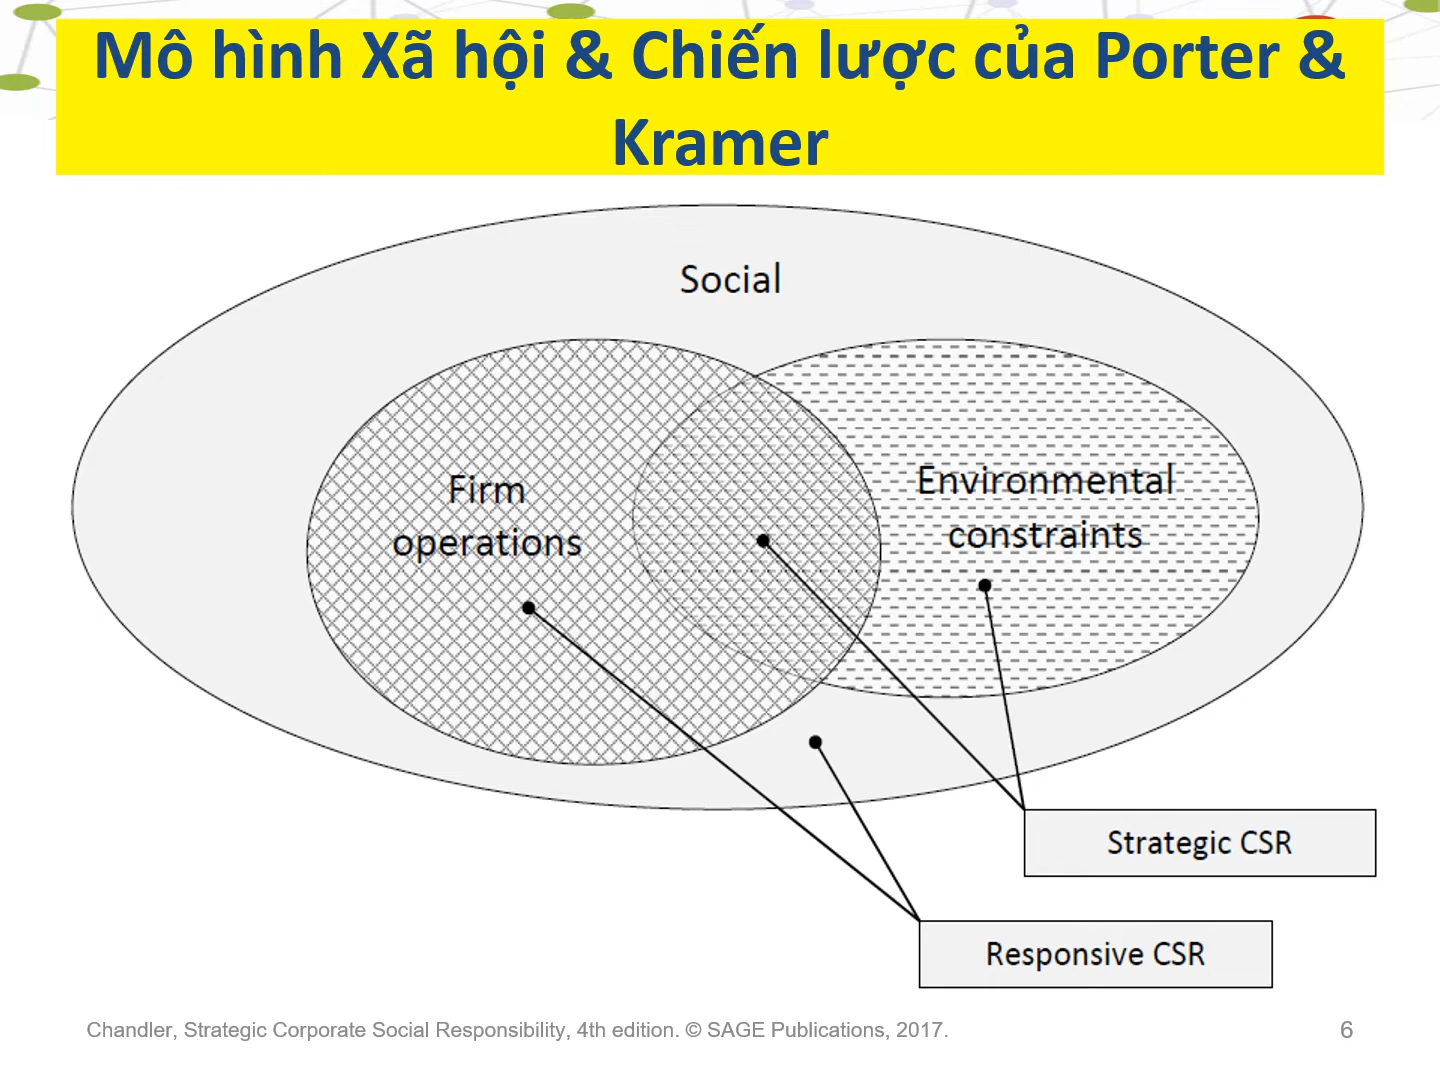 Mô hình Xã hội & Chiến lược của Porter &
Kramer
Social
Firm
operations
Environmental
constraints
Strategic CSR
Responsive CSR
Chandler, Strategic Corporate Social Responsibility, 4th edition. © SAGE Publications, 2017.
6